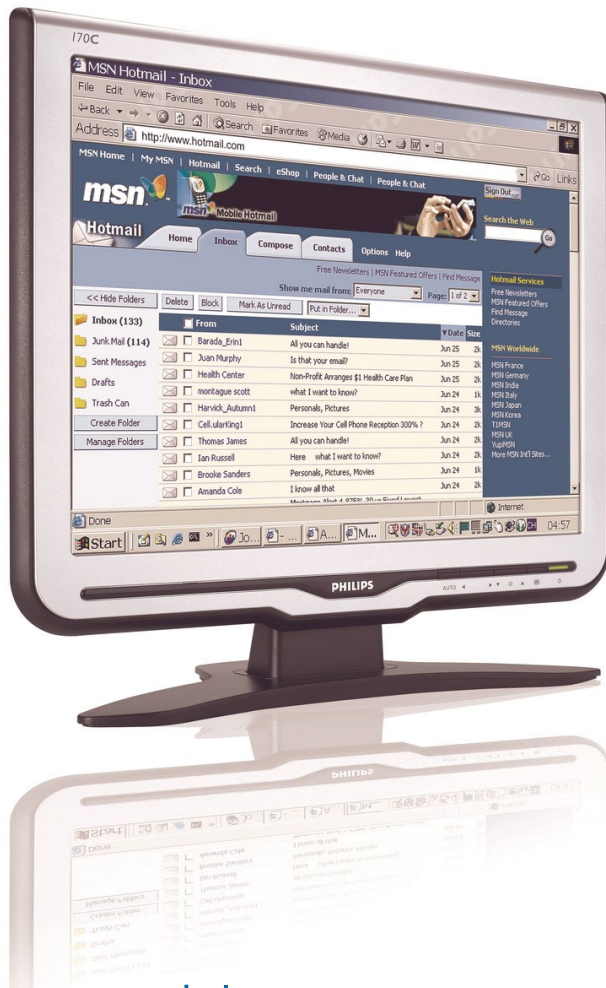 170C
MSN Hotmail - Inbox
File Edit View Favorites Tools Help
Back Search Favorites Media
Address http://www.hotmail.com Go Links
MSN Home | My MSN | Hotmail | Search | eShop | People & Chat | People & Chat
Sign Out
msn
msn Mobile Hotmail
Search the Web
Go
Hotmail
Home Inbox Compose Contacts Options Help
Free Newsletters | MSN Featured Offers | Find Message
Show me mail from: Everyone Page: 1 of 2
<< Hide Folders Delete Block Mark As Unread Put in Folder...
From Subject Date Size
Inbox (133)
Junk Mail (114)
Sent Messages
Drafts
Trash Can
Create Folder
Manage Folders
Barada_Erin1 All you can handle! Jun 25 2k
Juan Murphy Is that your email? Jun 25 2k
Health Center Non-Profit Arranges $1 Health Care Plan Jun 25 2k
montague scott what I want to know? Jun 24 1k
Harvick_Autumn1 Personals, Pictures Jun 24 3k
Cell.ularKing1 Increase Your Cell Phone Reception 300% ? Jun 24 2k
Thomas James All you can handle! Jun 24 2k
Ian Russell Here what I want to know? Jun 24 2k
Brooke Sanders Personals, Pictures, Movies Jun 24 1k
Amanda Cole I know all that Jun 24 2k
Hotmail Services
Free Newsletters
MSN Featured Offers
Find Message
Directories
MSN Worldwide
MSN France
MSN Germany
MSN India
MSN Italy
MSN Japan
MSN Korea
T1MSN
MSN UK
YupiMSN
More MSN Int'l Sites...
Done Internet
Start Jo... - ... A... M... CH 04:57
PHILIPS
AUTO